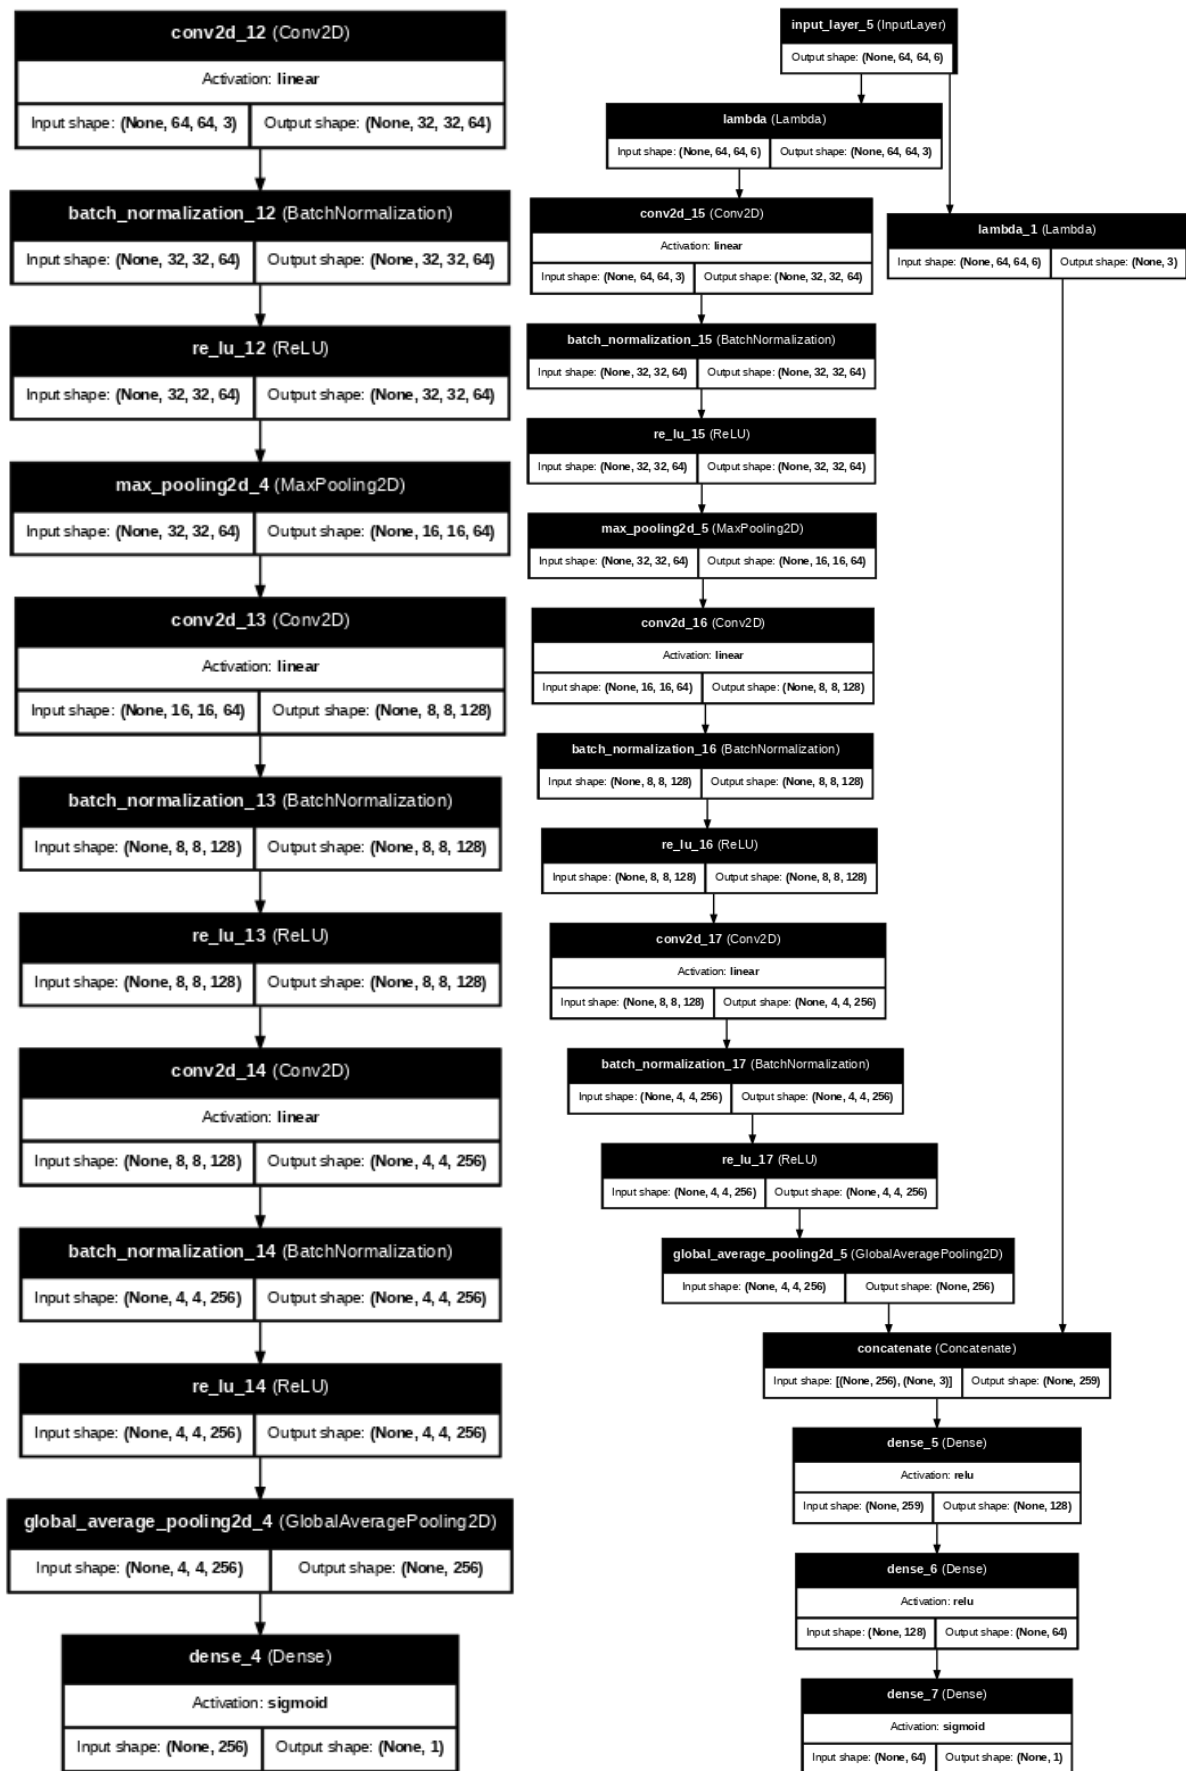 conv2d_12 (Conv2D)
Activation: linear
Input shape: (None, 64, 64, 3) Output shape: (None, 32, 32, 64)
batch_normalization_12 (BatchNormalization)
Input shape: (None, 32, 32, 64) Output shape: (None, 32, 32, 64)
re_lu_12 (ReLU)
Input shape: (None, 32, 32, 64) Output shape: (None, 32, 32, 64)
max_pooling2d_4 (MaxPooling2D)
Input shape: (None, 32, 32, 64) Output shape: (None, 16, 16, 64)
conv2d_13 (Conv2D)
Activation: linear
Input shape: (None, 16, 16, 64) Output shape: (None, 8, 8, 128)
batch_normalization_13 (BatchNormalization)
Input shape: (None, 8, 8, 128) Output shape: (None, 8, 8, 128)
re_lu_13 (ReLU)
Input shape: (None, 8, 8, 128) Output shape: (None, 8, 8, 128)
conv2d_14 (Conv2D)
Activation: linear
Input shape: (None, 8, 8, 128) Output shape: (None, 4, 4, 256)
batch_normalization_14 (BatchNormalization)
Input shape: (None, 4, 4, 256) Output shape: (None, 4, 4, 256)
re_lu_14 (ReLU)
Input shape: (None, 4, 4, 256) Output shape: (None, 4, 4, 256)
global_average_pooling2d_4 (GlobalAveragePooling2D)
Input shape: (None, 4, 4, 256) Output shape: (None, 256)
dense_4 (Dense)
Activation: sigmoid
Input shape: (None, 256) Output shape: (None, 1)
input_layer_5 (InputLayer)
Output shape: (None, 64, 64, 6)
lambda (Lambda)
Input shape: (None, 64, 64, 6) Output shape: (None, 64, 64, 3)
conv2d_15 (Conv2D)
Activation: linear
Input shape: (None, 64, 64, 3) Output shape: (None, 32, 32, 64)
lambda_1 (Lambda)
Input shape: (None, 64, 64, 6) Output shape: (None, 3)
batch_normalization_15 (BatchNormalization)
Input shape: (None, 32, 32, 64) Output shape: (None, 32, 32, 64)
re_lu_15 (ReLU)
Input shape: (None, 32, 32, 64) Output shape: (None, 32, 32, 64)
max_pooling2d_5 (MaxPooling2D)
Input shape: (None, 32, 32, 64) Output shape: (None, 16, 16, 64)
conv2d_16 (Conv2D)
Activation: linear
Input shape: (None, 16, 16, 64) Output shape: (None, 8, 8, 128)
batch_normalization_16 (BatchNormalization)
Input shape: (None, 8, 8, 128) Output shape: (None, 8, 8, 128)
re_lu_16 (ReLU)
Input shape: (None, 8, 8, 128) Output shape: (None, 8, 8, 128)
conv2d_17 (Conv2D)
Activation: linear
Input shape: (None, 8, 8, 128) Output shape: (None, 4, 4, 256)
batch_normalization_17 (BatchNormalization)
Input shape: (None, 4, 4, 256) Output shape: (None, 4, 4, 256)
re_lu_17 (ReLU)
Input shape: (None, 4, 4, 256) Output shape: (None, 4, 4, 256)
global_average_pooling2d_5 (GlobalAveragePooling2D)
Input shape: (None, 4, 4, 256) Output shape: (None, 256)
concatenate (Concatenate)
Input shape: [(None, 256), (None, 3)] Output shape: (None, 259)
dense_5 (Dense)
Activation: relu
Input shape: (None, 259) Output shape: (None, 128)
dense_6 (Dense)
Activation: relu
Input shape: (None, 128) Output shape: (None, 64)
dense_7 (Dense)
Activation: sigmoid
Input shape: (None, 64) Output shape: (None, 1)